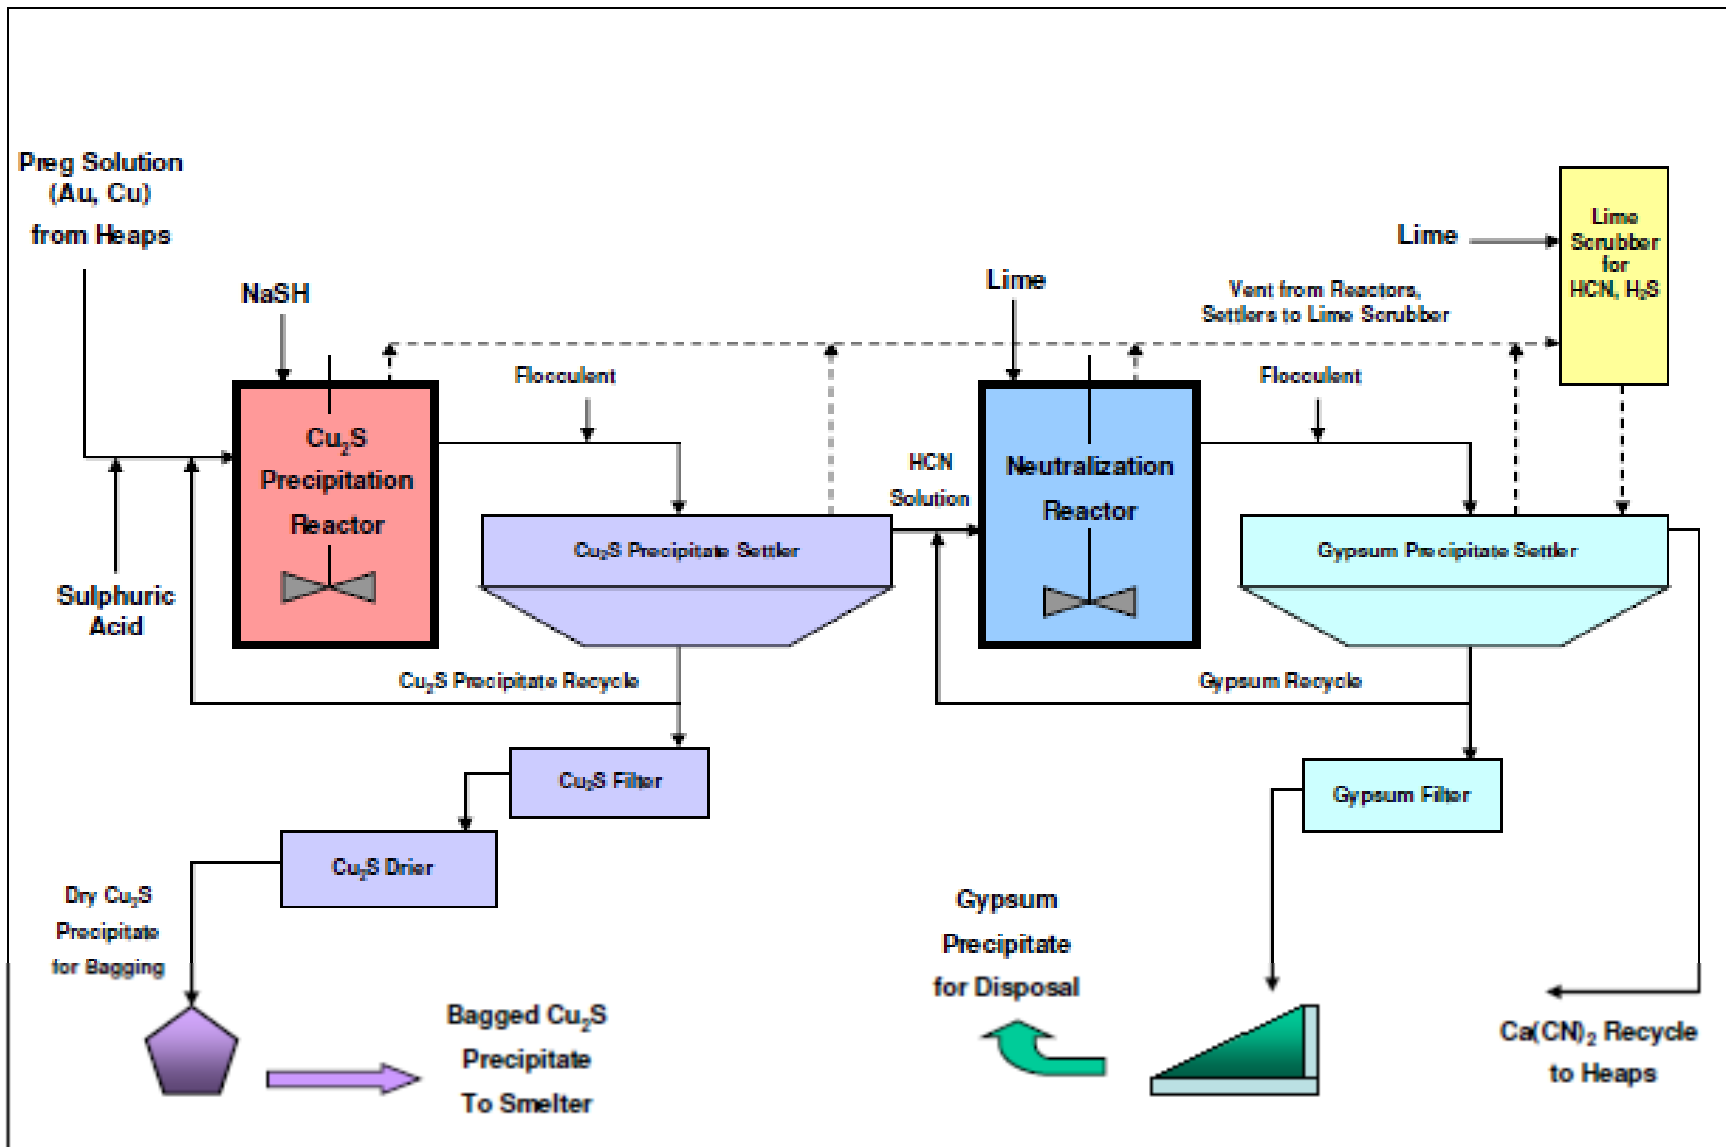 Preg Solution
(Au, Cu)
from Heaps
NaSH
Lime
Lime
Lime
Scrubber
for
HCN, H₂S
Vent from Reactors,
Settlers to Lime Scrubber
Flocculent
Flocculent
Cu₂S
Precipitation
Reactor
HCN
Solution
Neutralization
Reactor
Cu₂S Precipitate Settler
Gypsum Precipitate Settler
Sulphuric
Acid
Cu₂S Precipitate Recycle
Gypsum Recycle
Cu₂S Filter
Gypsum Filter
Cu₂S Drier
Dry Cu₂S
Precipitate
for Bagging
Gypsum
Precipitate
for Disposal
Bagged Cu₂S
Precipitate
To Smelter
Ca(CN)₂ Recycle
to Heaps